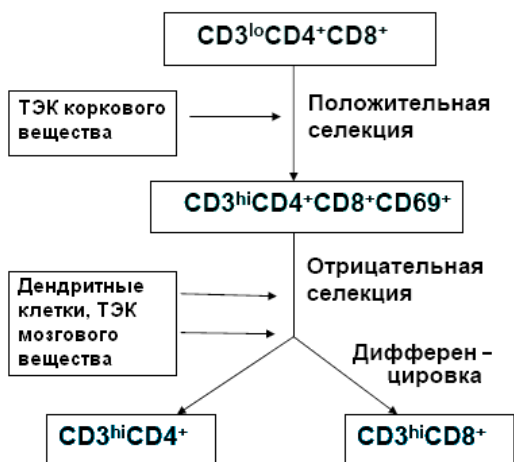 CD3ˡᵒCD4⁺CD8⁺
ТЭК коркового
вещества
Положительная
селекция
CD3ʰⁱCD4⁺CD8⁺CD69⁺
Дендритные
клетки, ТЭК
мозгового
вещества
Отрицательная
селекция
Дифферен –
цировка
CD3ʰⁱCD4⁺
CD3ʰⁱCD8⁺